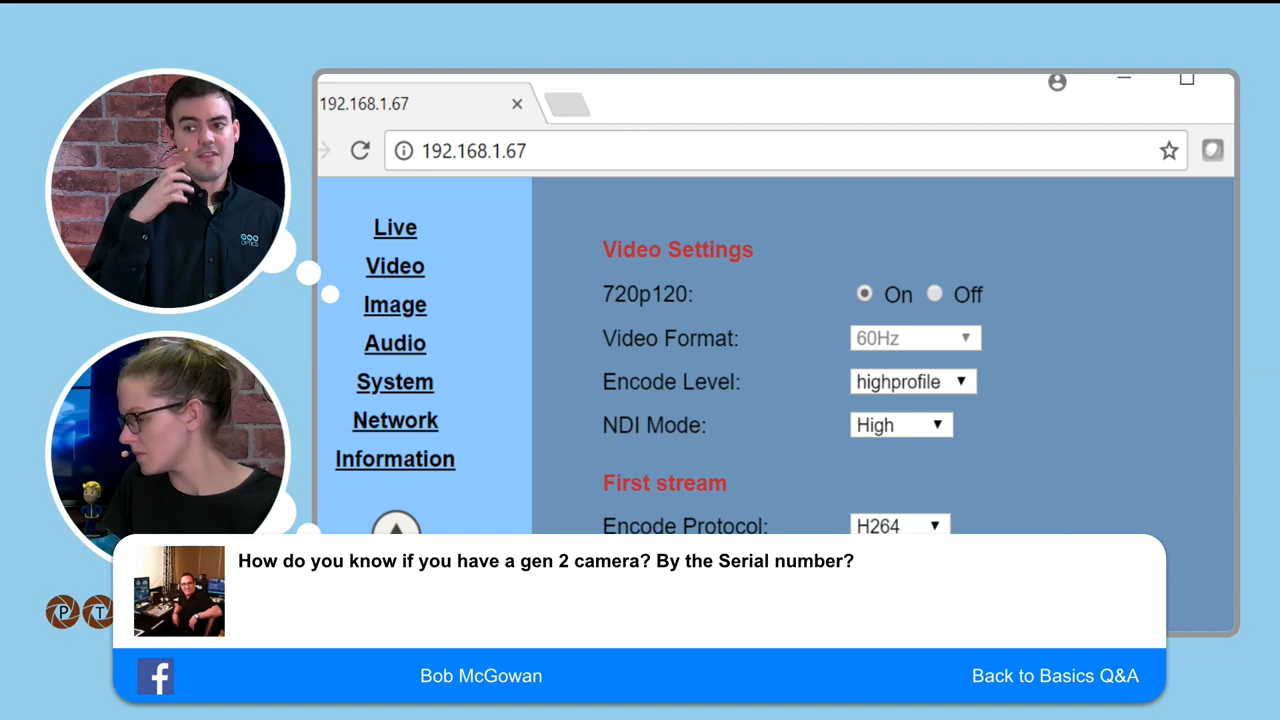 192.168.1.67
192.168.1.67
Live
Video
Image
Audio
System
Network
Information
Video Settings
720p120: On Off
Video Format: 60Hz
Encode Level: highprofile
NDI Mode: High
First stream
Encode Protocol: H264
OPTICS
How do you know if you have a gen 2 camera? By the Serial number?
P T
f Bob McGowan Back to Basics Q&A